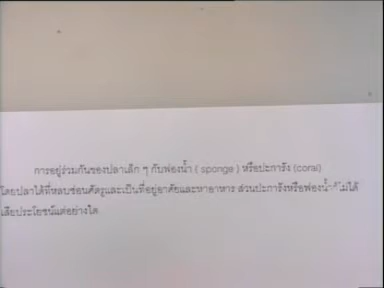 การอยู่ร่วมกันของปลาเล็ก ๆ กับฟองน้ำ ( sponge ) หรือปะการัง (coral)
โดยปลาได้ที่หลบซ่อนศัตรูและเป็นที่อยู่อาศัยและหาอาหาร ส่วนปะการังหรือฟองน้ำก็ไม่ได้
เสียประโยชน์แต่อย่างใด